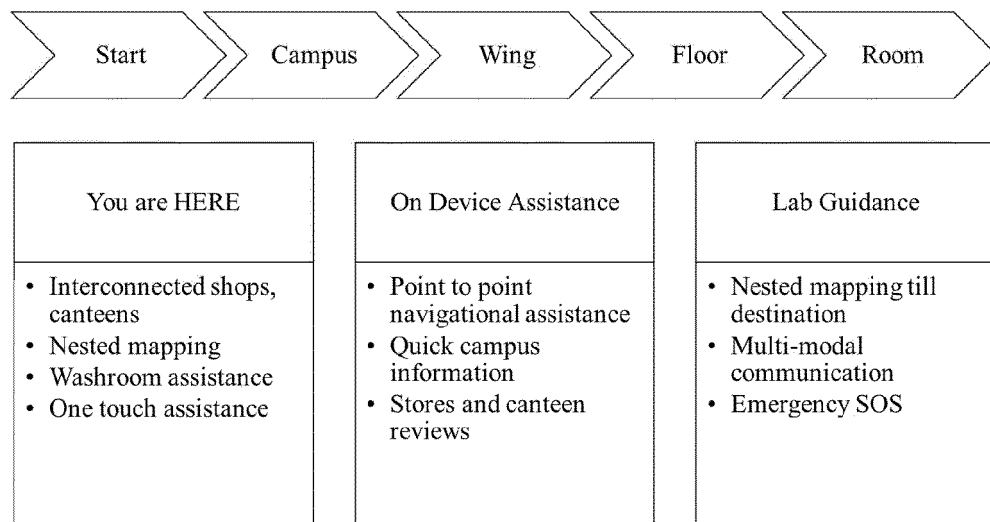 Start
Campus
Wing
Floor
Room
You are HERE
• Interconnected shops,
canteens
• Nested mapping
• Washroom assistance
• One touch assistance
On Device Assistance
• Point to point
navigational assistance
• Quick campus
information
• Stores and canteen
reviews
Lab Guidance
• Nested mapping till
destination
• Multi-modal
communication
• Emergency SOS